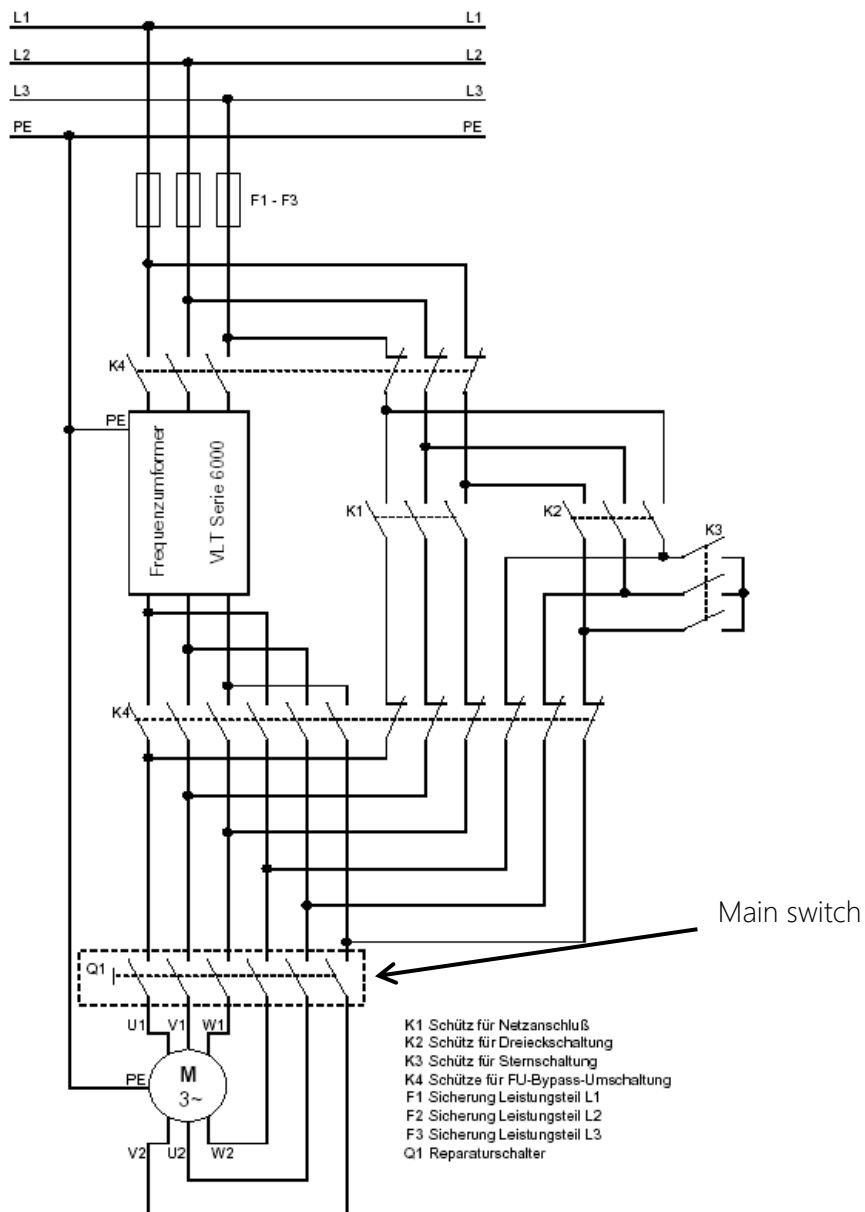 L1 L1
L2 L2
L3 L3
PE PE
F1 - F3
K4
PE
Frequenzumformer
VLT Serie 6000
K1
K2
K3
K4
Main switch
Q1
U1 V1 W1
PE
M
3~
V2 U2 W2
K1 Schütz für Netzanschluß
K2 Schütz für Dreieckschaltung
K3 Schütz für Sternschaltung
K4 Schütze für FU-Bypass-Umschaltung
F1 Sicherung Leistungsteil L1
F2 Sicherung Leistungsteil L2
F3 Sicherung Leistungsteil L3
Q1 Reparaturschalter